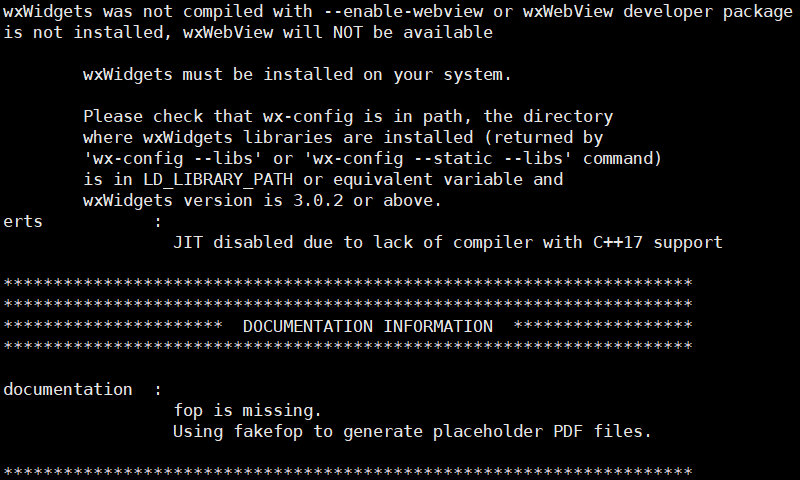 wxWidgets was not compiled with --enable-webview or wxWebView developer package
is not installed, wxWebView will NOT be available
wxWidgets must be installed on your system.
Please check that wx-config is in path, the directory
where wxWidgets libraries are installed (returned by
'wx-config --libs' or 'wx-config --static --libs' command)
is in LD_LIBRARY_PATH or equivalent variable and
wxWidgets version is 3.0.2 or above.
erts           :
JIT disabled due to lack of compiler with C++17 support
*********************************************************************
*********************************************************************
**********************  DOCUMENTATION INFORMATION  ******************
*********************************************************************
documentation  :
fop is missing.
Using fakefop to generate placeholder PDF files.
*********************************************************************